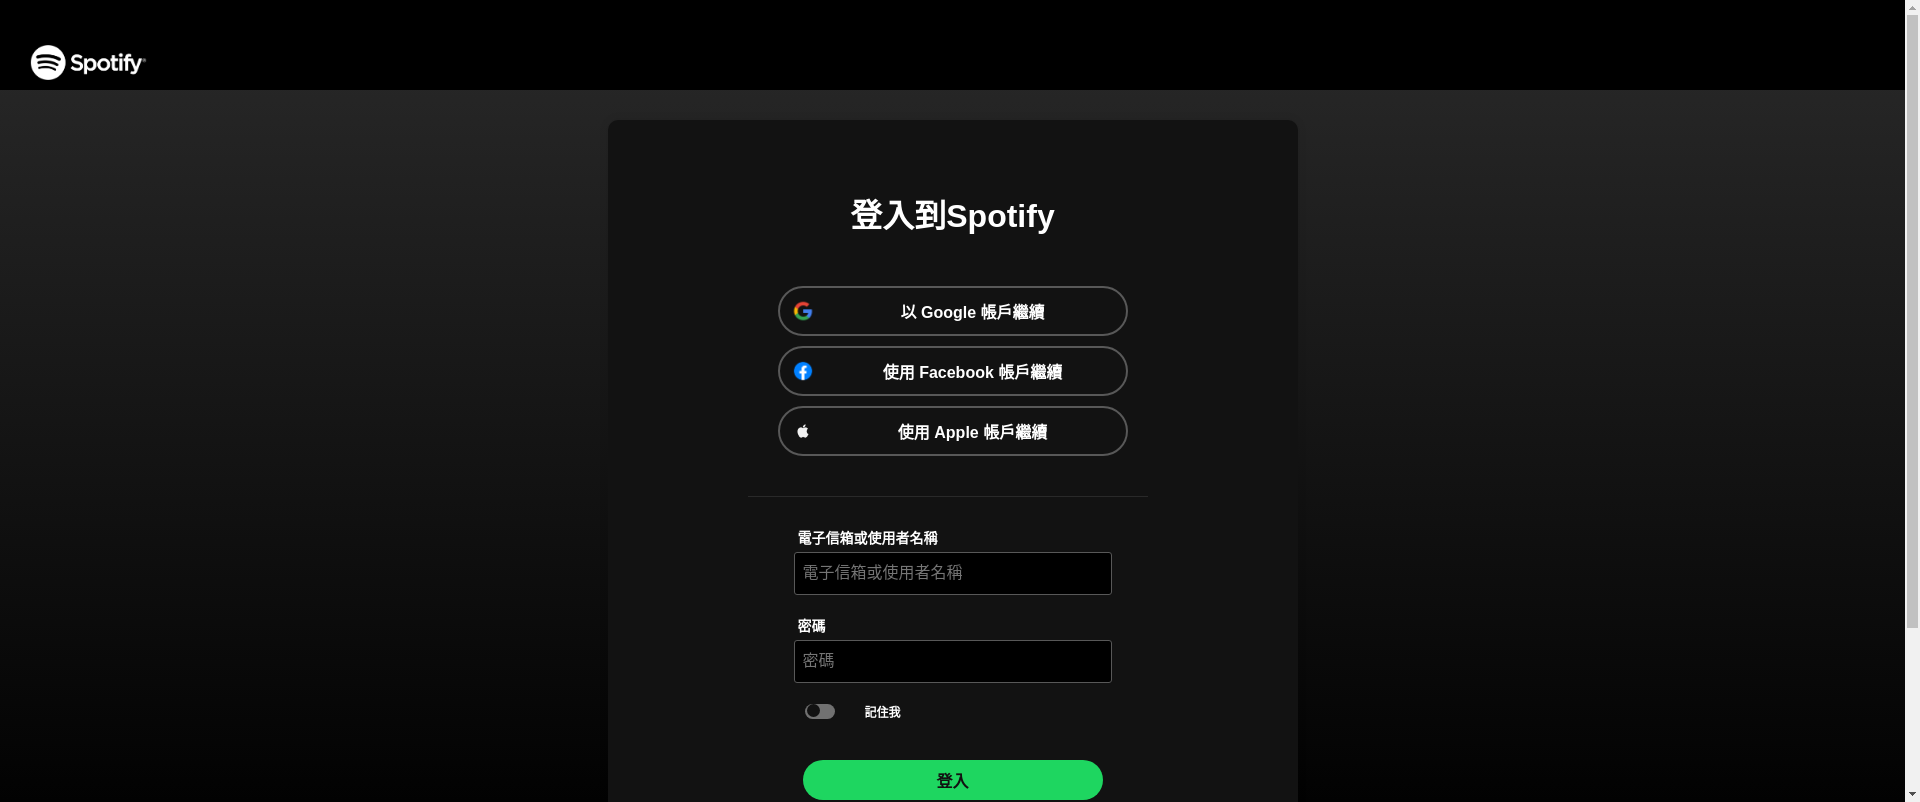 Spotify
登入到Spotify
以 Google 帳戶繼續
使用 Facebook 帳戶繼續
使用 Apple 帳戶繼續
電子信箱或使用者名稱
電子信箱或使用者名稱
密碼
密碼
記住我
登入